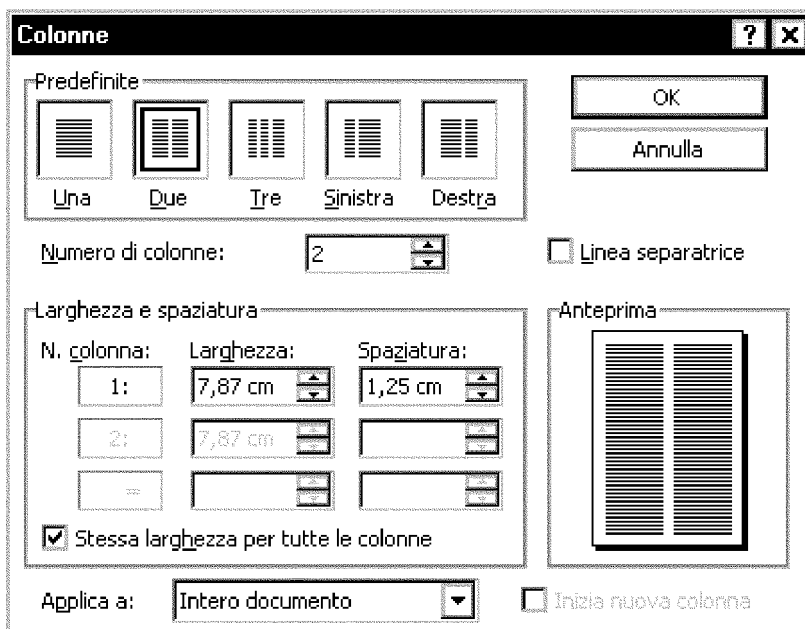 Colonne
Predefinite
Una Due Tre Sinistra Destra
OK
Annulla
Numero di colonne: 2
Linea separatrice
Larghezza e spaziatura
N. colonna: Larghezza: Spaziatura:
1: 7,87 cm 1,25 cm
2: 7,87 cm
=
Stessa larghezza per tutte le colonne
Anteprima
Applica a: Intero documento
Inizia nuova colonna